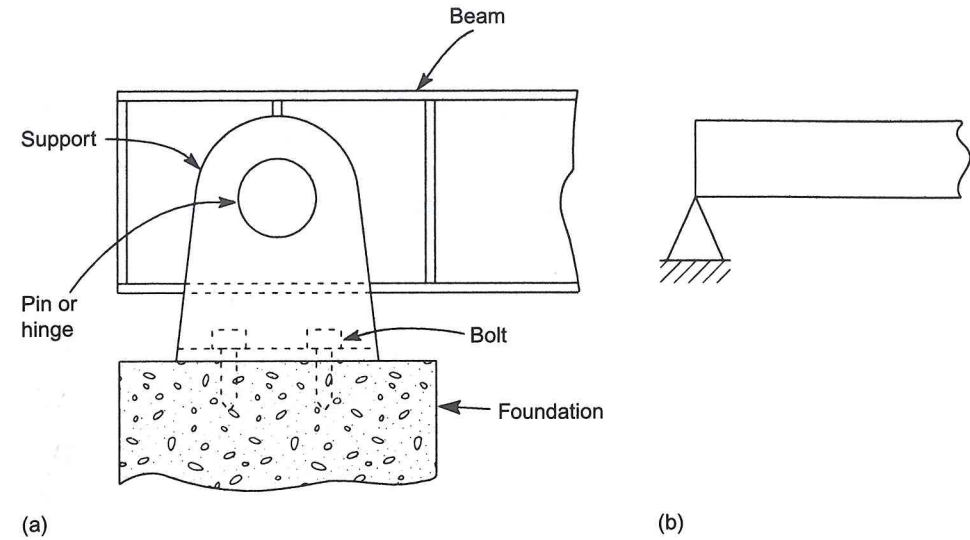 Beam
Support
Pin or
hinge
Bolt
Foundation
(a)
(b)